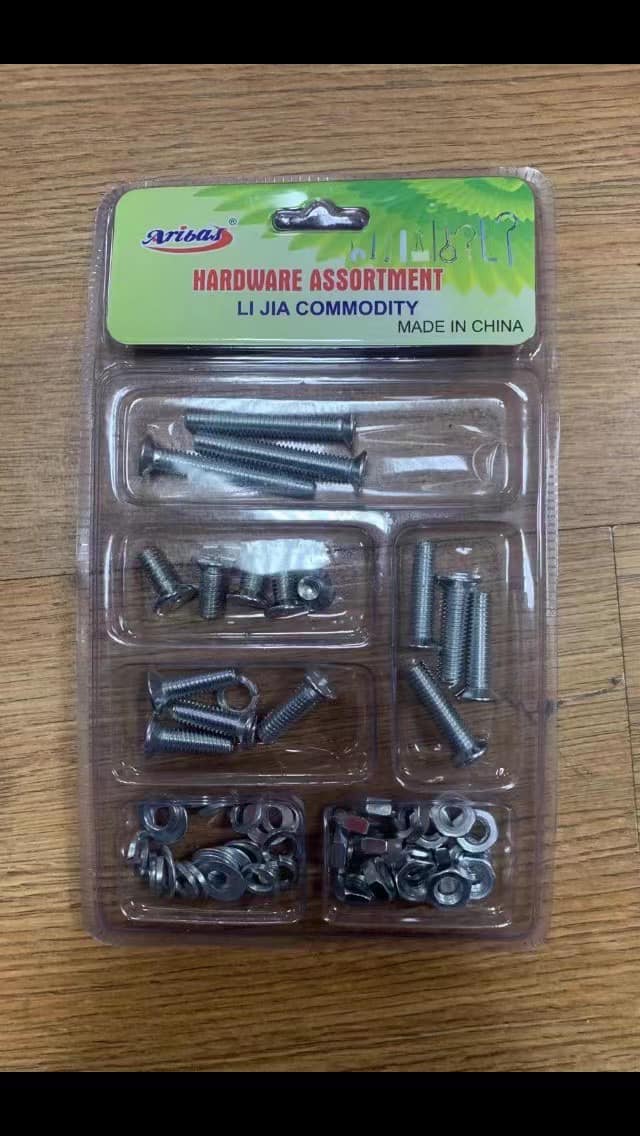 Aribas®
HARDWARE ASSORTMENT
LI JIA COMMODITY
MADE IN CHINA